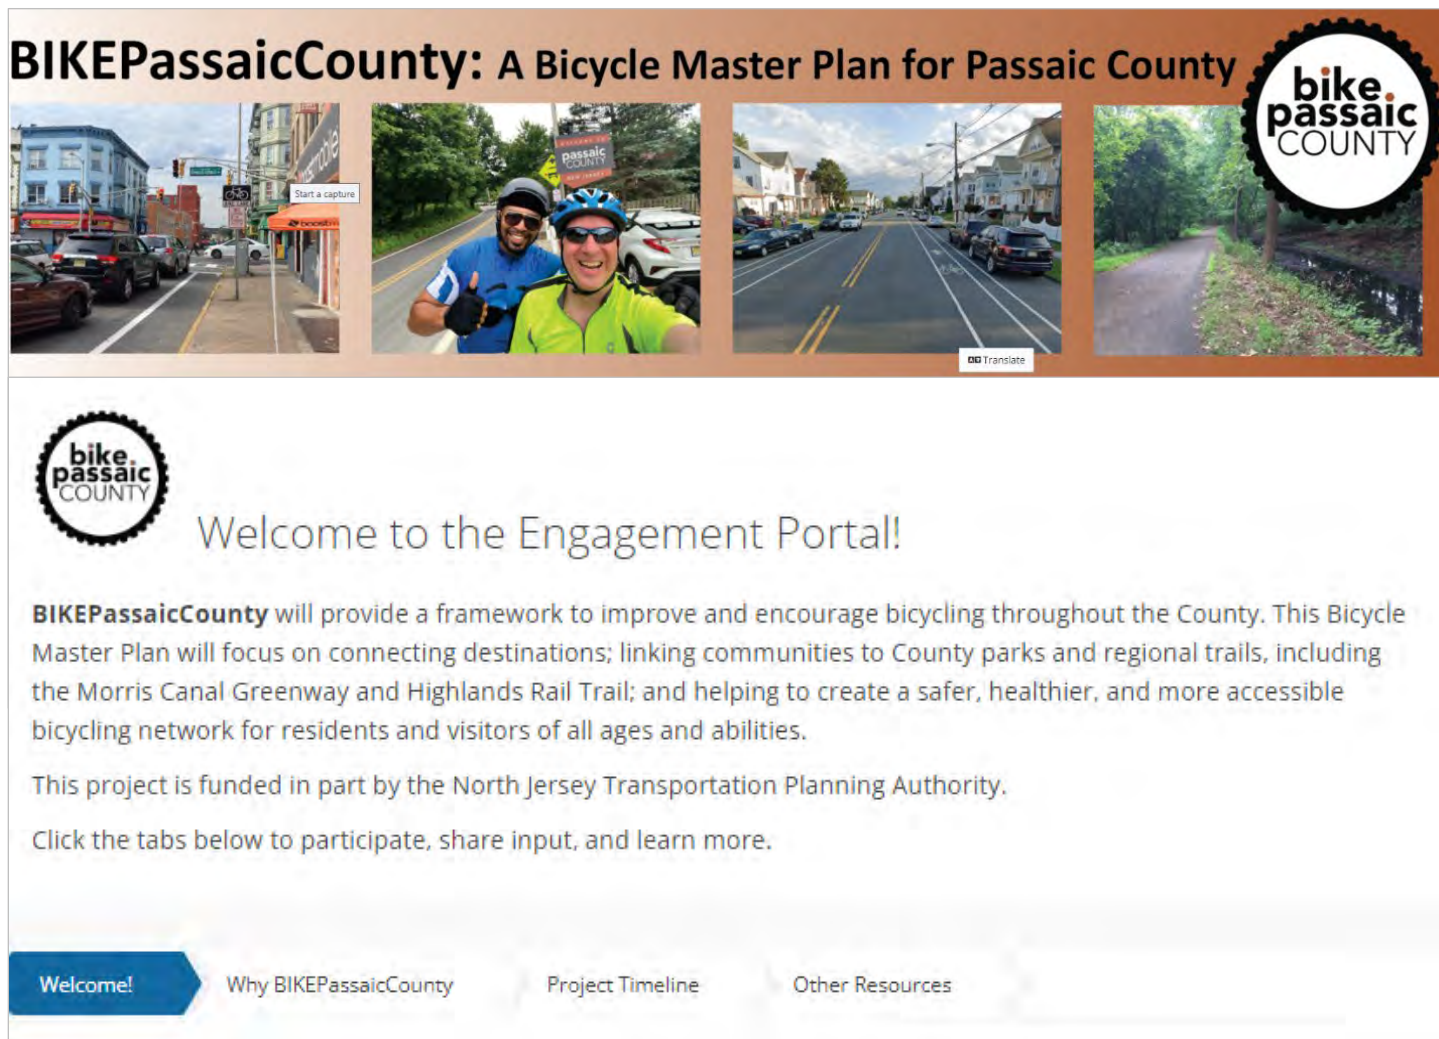 BIKEPassaicCounty: A Bicycle Master Plan for Passaic County
bike.
passaic
COUNTY
Start a capture
boost
passaic
COUNTY
NEW JERSEY
Translate
bike.
passaic
COUNTY
Welcome to the Engagement Portal!
BIKEPassaicCounty will provide a framework to improve and encourage bicycling throughout the County. This Bicycle
Master Plan will focus on connecting destinations; linking communities to County parks and regional trails, including
the Morris Canal Greenway and Highlands Rail Trail; and helping to create a safer, healthier, and more accessible
bicycling network for residents and visitors of all ages and abilities.
This project is funded in part by the North Jersey Transportation Planning Authority.
Click the tabs below to participate, share input, and learn more.
Welcome!
Why BIKEPassaicCounty
Project Timeline
Other Resources